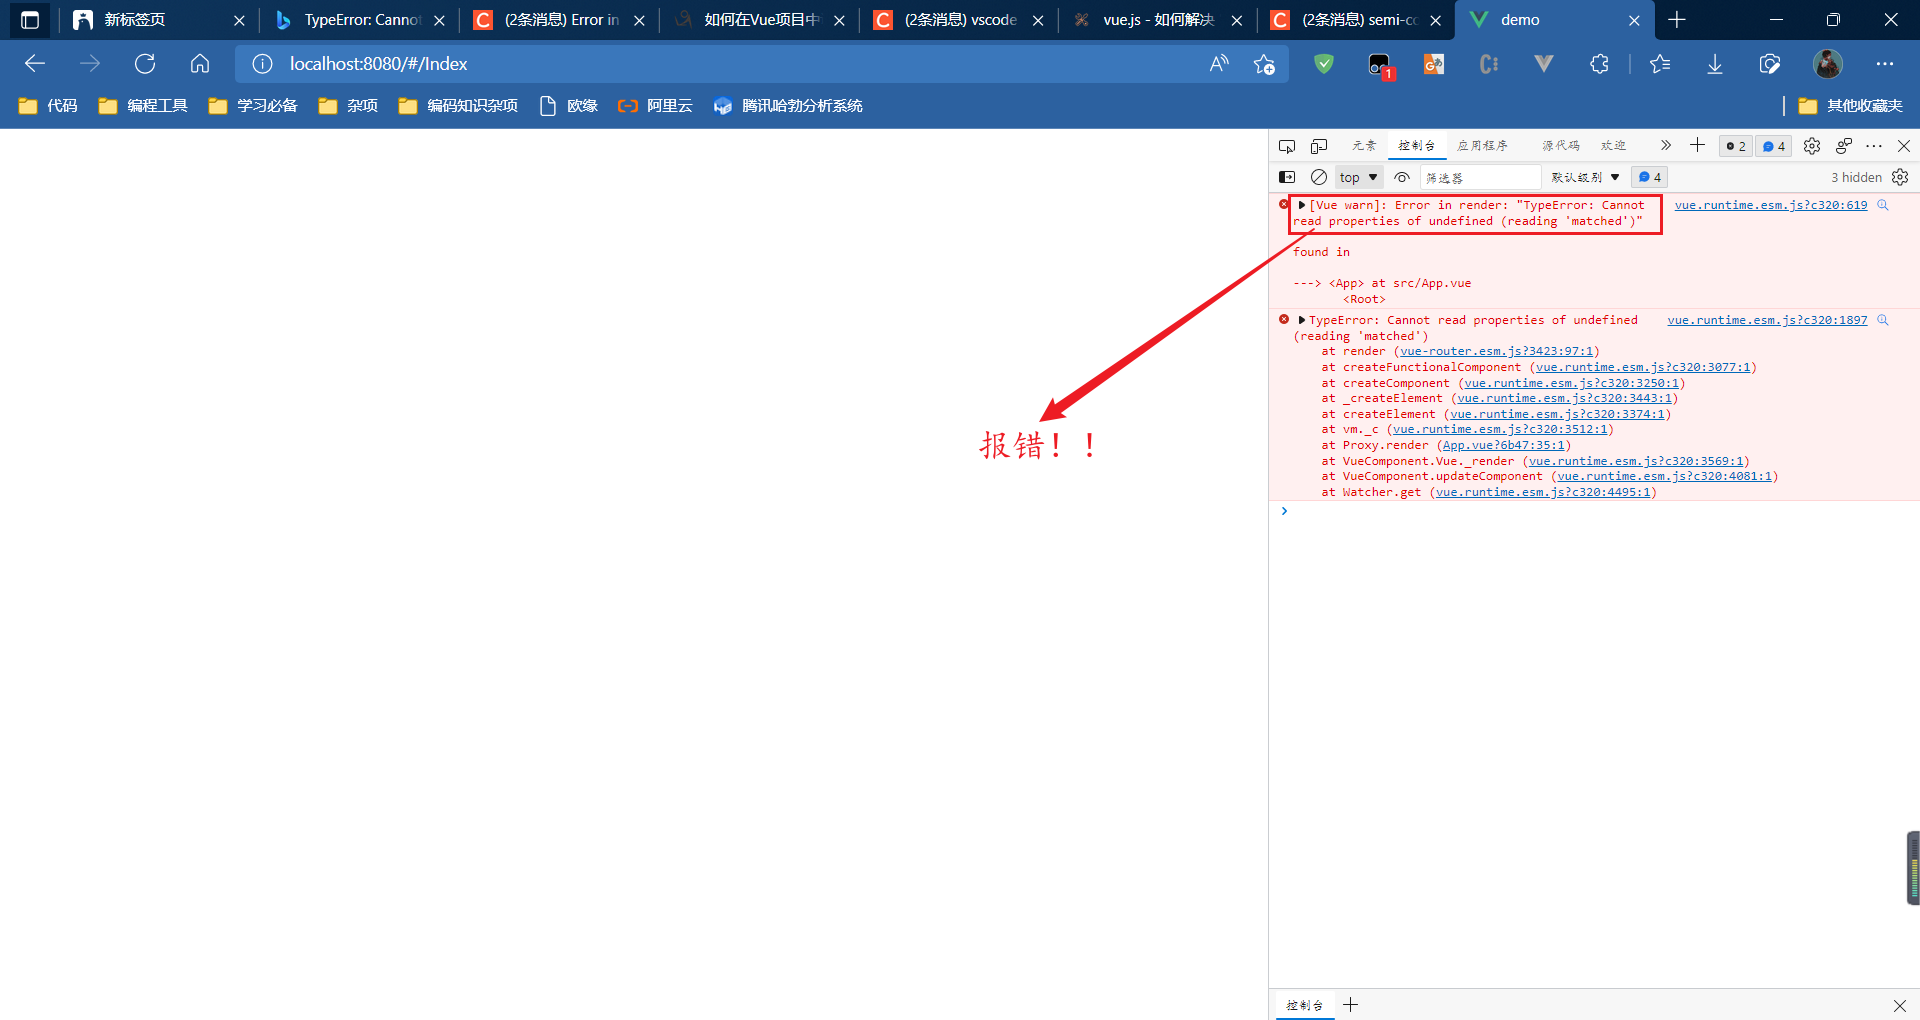 新标签页
TypeError: Cannot
(2条消息) Error in
如何在Vue项目中
(2条消息) vscode
vue.js - 如何解决
(2条消息) semi-co
demo
localhost:8080/#/Index
1
代码
编程工具
学习必备
杂项
编码知识杂项
欧缘
阿里云
腾讯哈勃分析系统
其他收藏夹
元素
控制台
应用程序
源代码
欢迎
2
4
top
筛选器
默认级别
4
3 hidden
[Vue warn]: Error in render: "TypeError: Cannot
vue.runtime.esm.js?c320:619
read properties of undefined (reading 'matched')"
found in
---> <App> at src/App.vue
<Root>
TypeError: Cannot read properties of undefined
vue.runtime.esm.js?c320:1897
(reading 'matched')
at render (vue-router.esm.js?3423:97:1)
at createFunctionalComponent (vue.runtime.esm.js?c320:3077:1)
at createComponent (vue.runtime.esm.js?c320:3250:1)
at _createElement (vue.runtime.esm.js?c320:3443:1)
at createElement (vue.runtime.esm.js?c320:3374:1)
at vm._c (vue.runtime.esm.js?c320:3512:1)
at Proxy.render (App.vue?6b47:35:1)
at VueComponent.Vue._render (vue.runtime.esm.js?c320:3569:1)
at VueComponent.updateComponent (vue.runtime.esm.js?c320:4081:1)
at Watcher.get (vue.runtime.esm.js?c320:4495:1)
报错！！
控制台